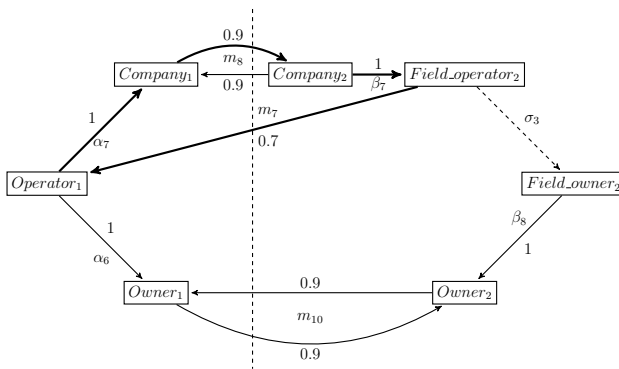 0.9
m₈
Company₁ Company₂ 1 Field_operator₂
0.9 β₇
1 m₇ σ₃
α₇ 0.7
Operator₁ Field_owner₂
1 β₈
α₆ 1
0.9
Owner₁ Owner₂
m₁₀
0.9